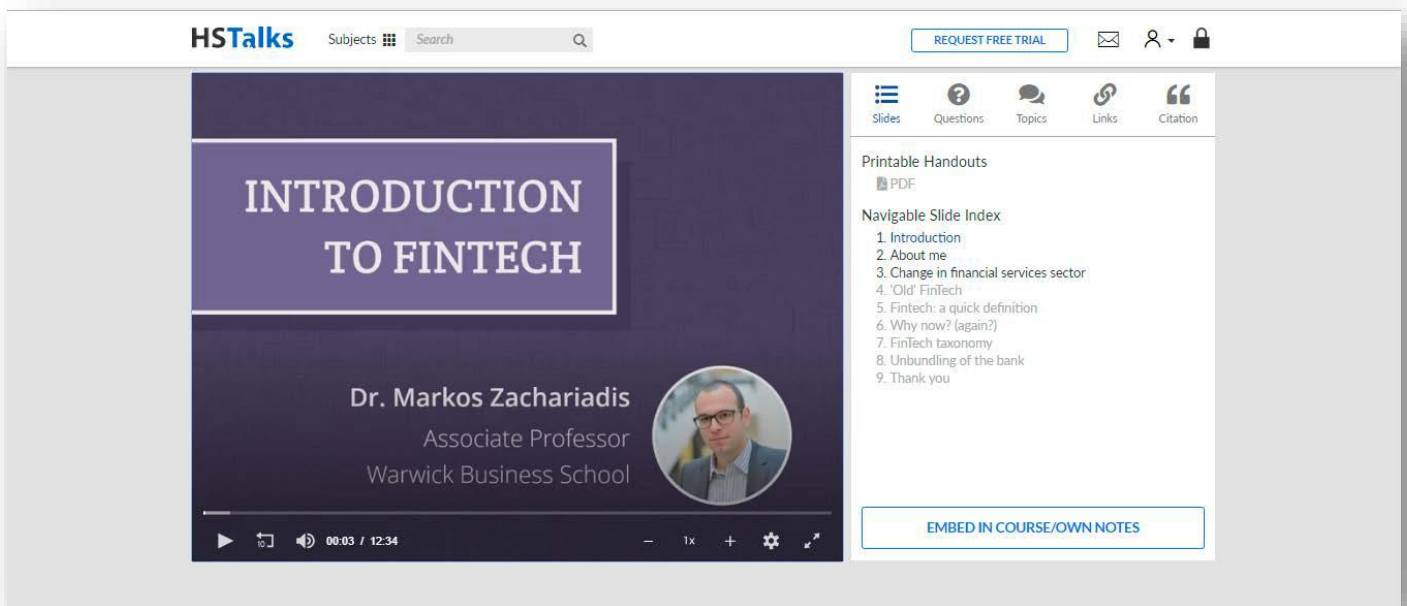 HSTalks Subjects Search REQUEST FREE TRIAL
INTRODUCTION
TO FINTECH
Dr. Markos Zachariadis
Associate Professor
Warwick Business School
10 00:03 / 12:34 – 1x +
Slides Questions Topics Links Citation
Printable Handouts
PDF
Navigable Slide Index
1. Introduction
2. About me
3. Change in financial services sector
4. 'Old' FinTech
5. Fintech: a quick definition
6. Why now? (again?)
7. FinTech taxonomy
8. Unbundling of the bank
9. Thank you
EMBED IN COURSE/OWN NOTES